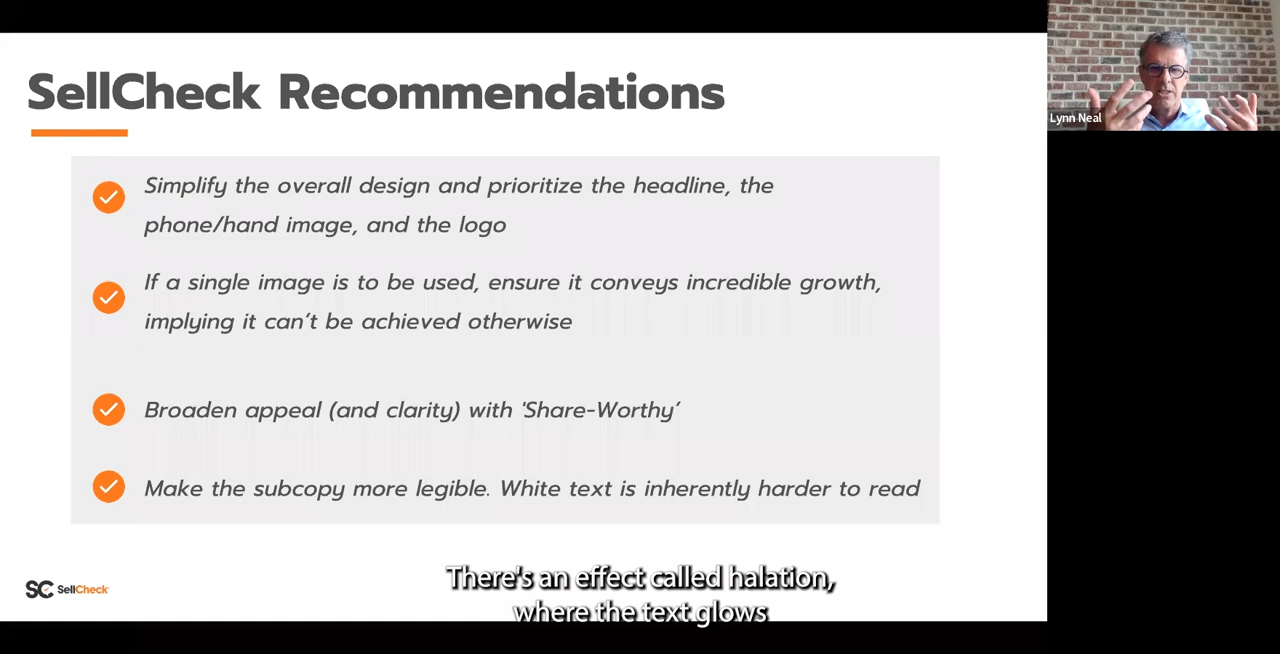 SellCheck Recommendations
Simplify the overall design and prioritize the headline, the
phone/hand image, and the logo
If a single image is to be used, ensure it conveys incredible growth,
implying it can’t be achieved otherwise
Broaden appeal (and clarity) with 'Share-Worthy’
Make the subcopy more legible. White text is inherently harder to read
SC SellCheck
There's an effect called halation,
where the text glows
Lynn Neal